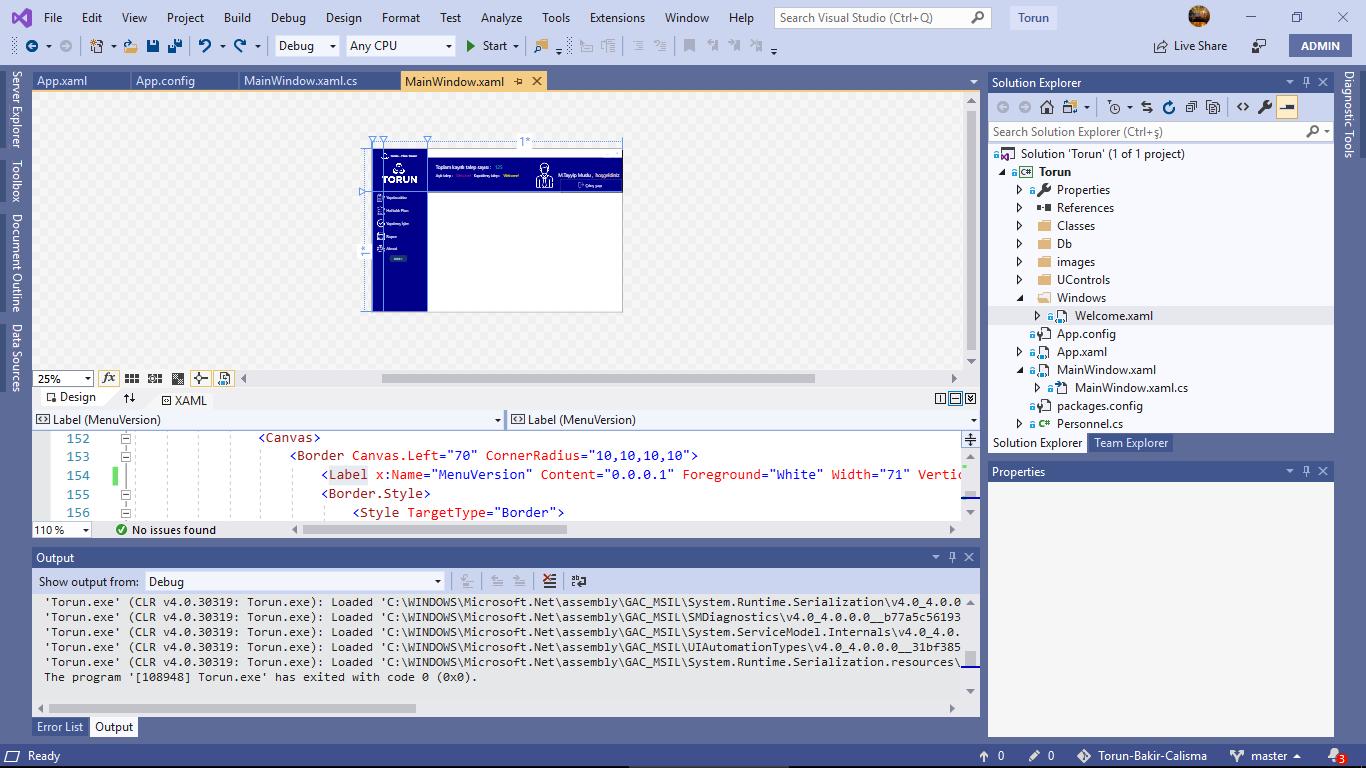 File Edit View Project Build Debug Design Format Test Analyze Tools Extensions Window Help Search Visual Studio (Ctrl+Q) Torun
Debug Any CPU Start Live Share ADMIN
Server Explorer
Toolbox
Document Outline
Data Sources
App.xaml App.config MainWindow.xaml.cs MainWindow.xaml
1*
TORUN
Toplam kayıtlı talep sayısı :
M.Tayyip Mutlu , hoşgeldiniz
Çıkış yap
1*
25%
fx
Design XAML
Label (MenuVersion) Label (MenuVersion)
152 <Canvas>
153 <Border Canvas.Left="70" CornerRadius="10,10,10,10">
154 <Label x:Name="MenuVersion" Content="0.0.0.1" Foreground="White" Width="71" Vertic
155 <Border.Style>
156 <Style TargetType="Border">
110 % No issues found
Output
Show output from: Debug
'Torun.exe' (CLR v4.0.30319: Torun.exe): Loaded 'C:\WINDOWS\Microsoft.Net\assembly\GAC_MSIL\System.Runtime.Serialization\v4.0_4.0.0
'Torun.exe' (CLR v4.0.30319: Torun.exe): Loaded 'C:\WINDOWS\Microsoft.Net\assembly\GAC_MSIL\SMDiagnostics\v4.0_4.0.0.0__b77a5c56193
'Torun.exe' (CLR v4.0.30319: Torun.exe): Loaded 'C:\WINDOWS\Microsoft.Net\assembly\GAC_MSIL\System.ServiceModel.Internals\v4.0_4.0.
'Torun.exe' (CLR v4.0.30319: Torun.exe): Loaded 'C:\WINDOWS\Microsoft.Net\assembly\GAC_MSIL\UIAutomationTypes\v4.0_4.0.0.0__31bf385
'Torun.exe' (CLR v4.0.30319: Torun.exe): Loaded 'C:\WINDOWS\Microsoft.Net\assembly\GAC_MSIL\System.Runtime.Serialization.resources\
The program '[108948] Torun.exe' has exited with code 0 (0x0).
Error List Output
Solution Explorer
Search Solution Explorer (Ctrl+ş)
Solution 'Torun' (1 of 1 project)
C# Torun
Properties
References
Classes
Db
images
UControls
Windows
Welcome.xaml
App.config
App.xaml
MainWindow.xaml
MainWindow.xaml.cs
packages.config
C# Personnel.cs
Solution Explorer Team Explorer
Properties
Diagnostic Tools
Ready 0 0 Torun-Bakir-Calisma master 3